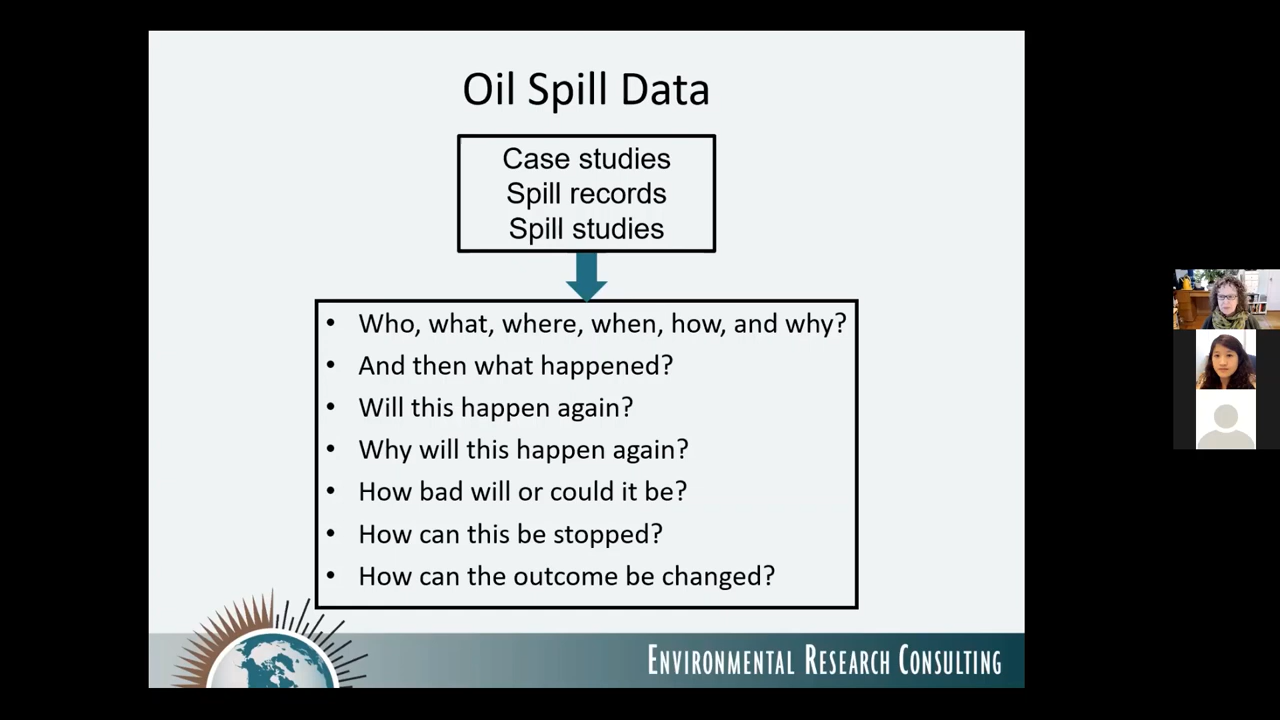 Oil Spill Data
Case studies
Spill records
Spill studies
• Who, what, where, when, how, and why?
• And then what happened?
• Will this happen again?
• Why will this happen again?
• How bad will or could it be?
• How can this be stopped?
• How can the outcome be changed?
ENVIRONMENTAL RESEARCH CONSULTING